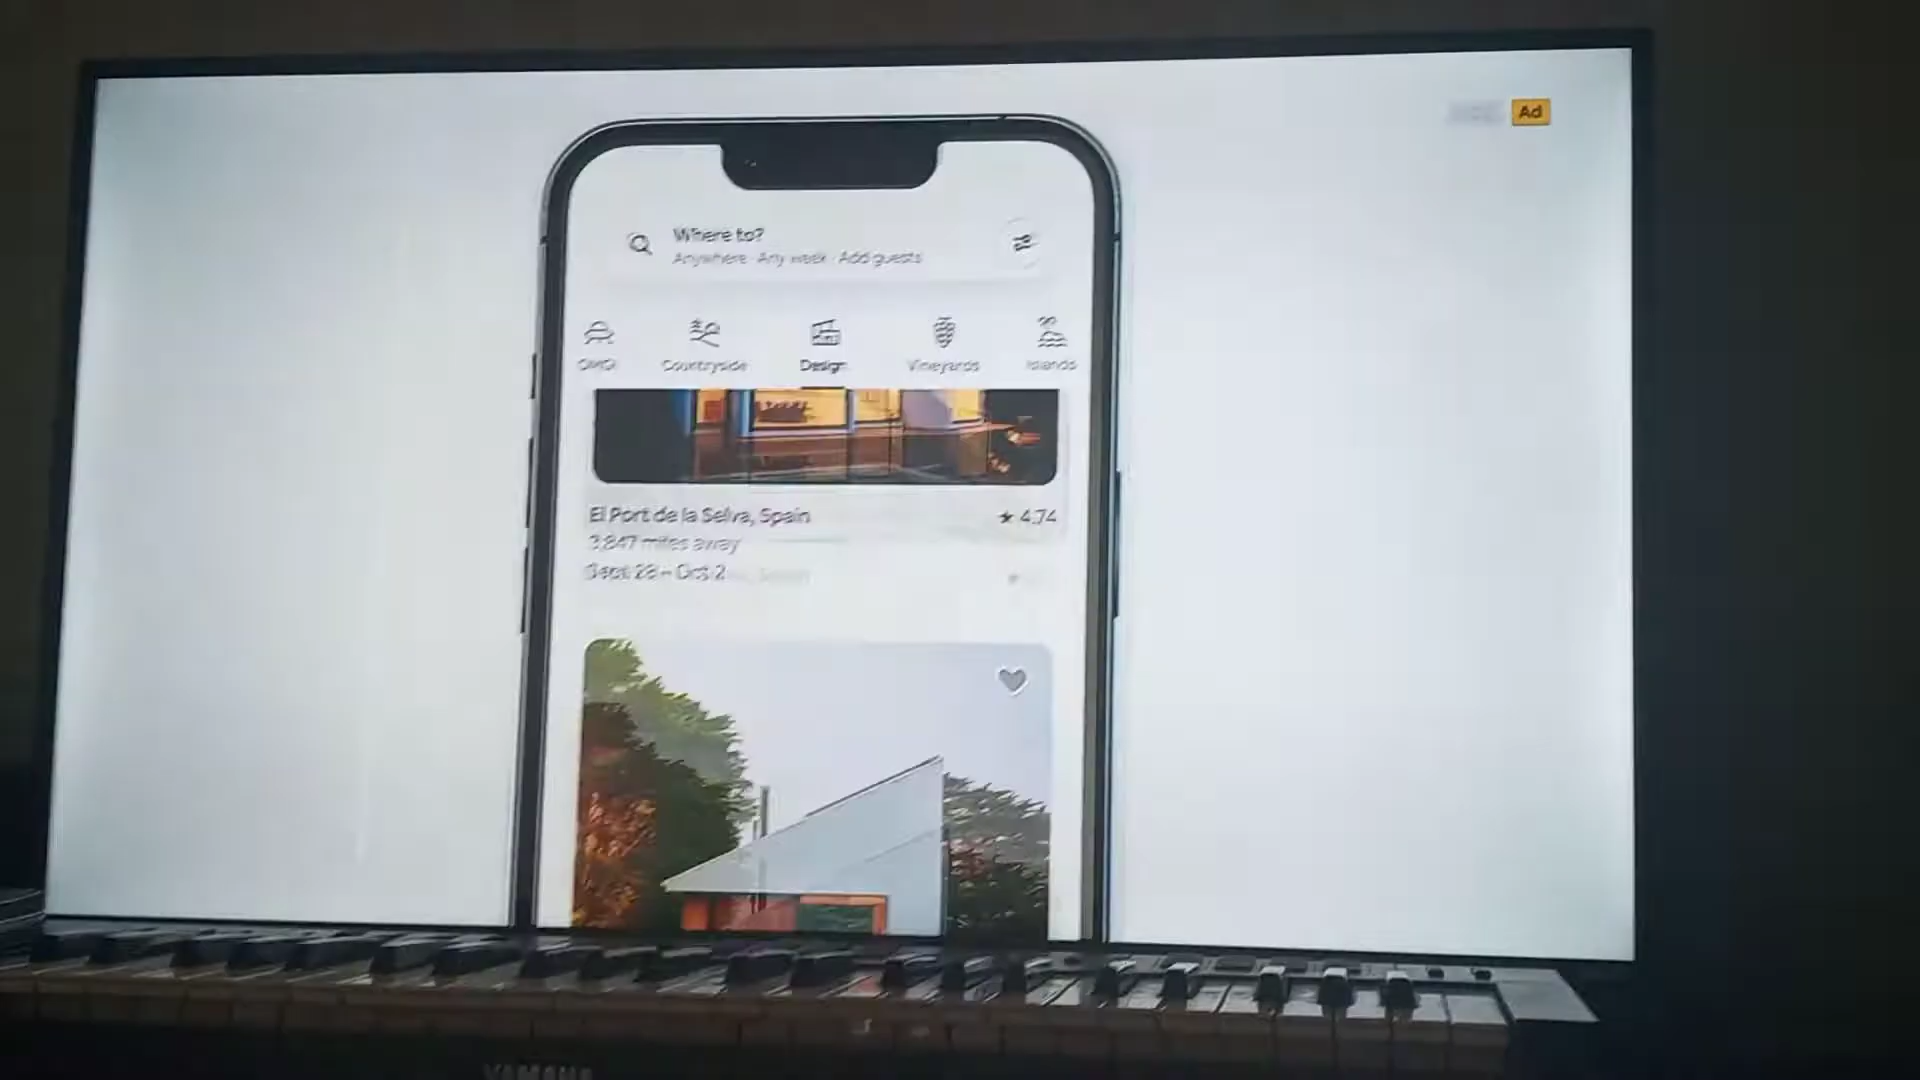 Ad
Where to?
Anywhere · Any week · Add guests
OMG!
Countryside
Design
Vineyards
Islands
El Port de la Selva, Spain
★ 4.74
3,847 miles away
Sept 28 – Oct 2
YAMAHA